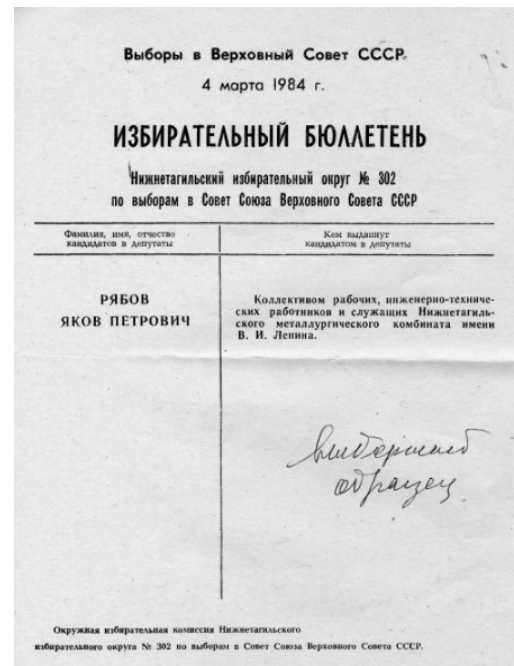 Выборы в Верховный Совет СССР
4 марта 1984 г.
ИЗБИРАТЕЛЬНЫЙ БЮЛЛЕТЕНЬ
Нижнетагильский избирательный округ № 302
по выборам в Совет Союза Верховного Совета СССР
Фамилия, имя, отчество
кандидатов в депутаты
Кем выдвинут
кандидатом в депутаты
РЯБОВ
ЯКОВ ПЕТРОВИЧ
Коллективом рабочих, инженерно-техничес-
ских работников и служащих Нижнетагиль-
ского металлургического комбината имени
В. И. Ленина.
образец
Окружная избирательная комиссия Нижнетагильского
избирательного округа № 302 по выборам в Совет Союза Верховного Совета СССР.